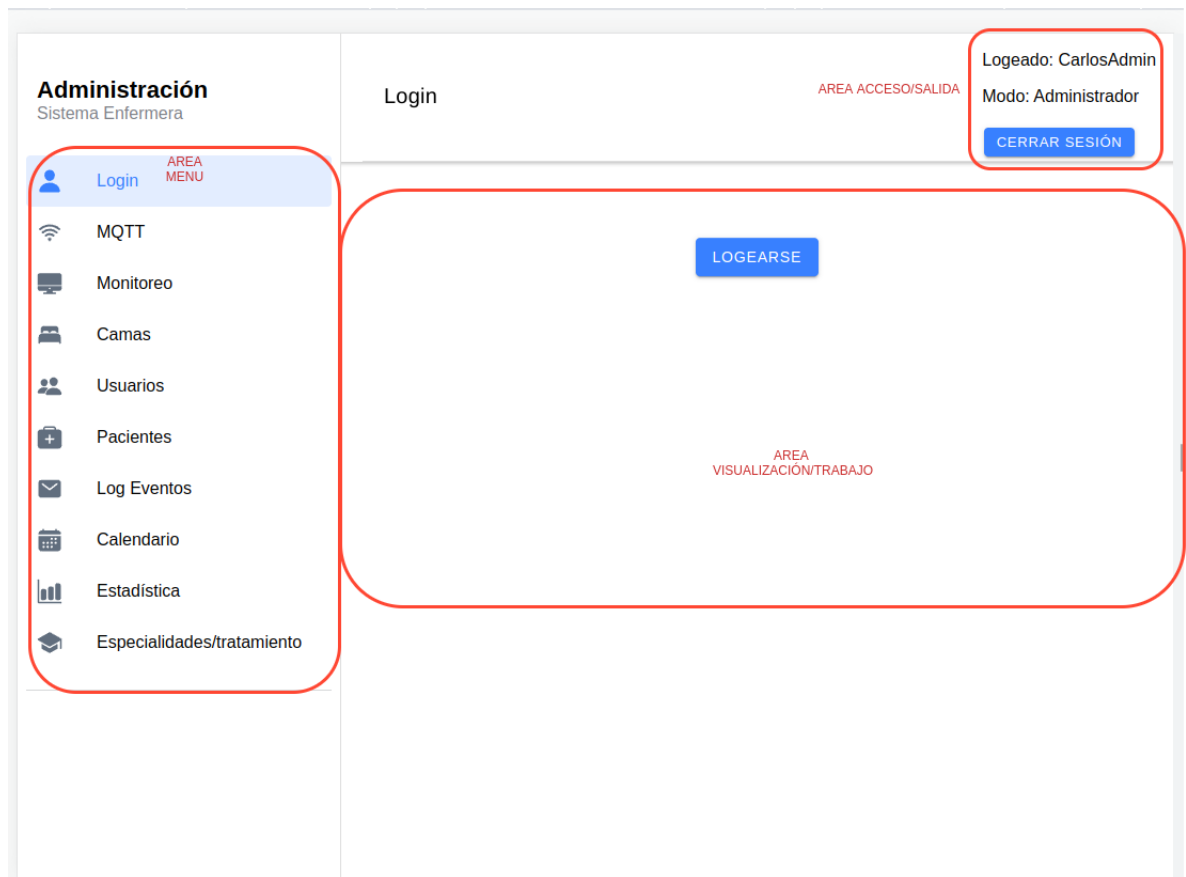 Administración
Sistema Enfermera
AREA
MENU
Login
MQTT
Monitoreo
Camas
Usuarios
Pacientes
Log Eventos
Calendario
Estadística
Especialidades/tratamiento
Login
AREA ACCESO/SALIDA
Logeado: CarlosAdmin
Modo: Administrador
CERRAR SESIÓN
LOGEARSE
AREA
VISUALIZACIÓN/TRABAJO